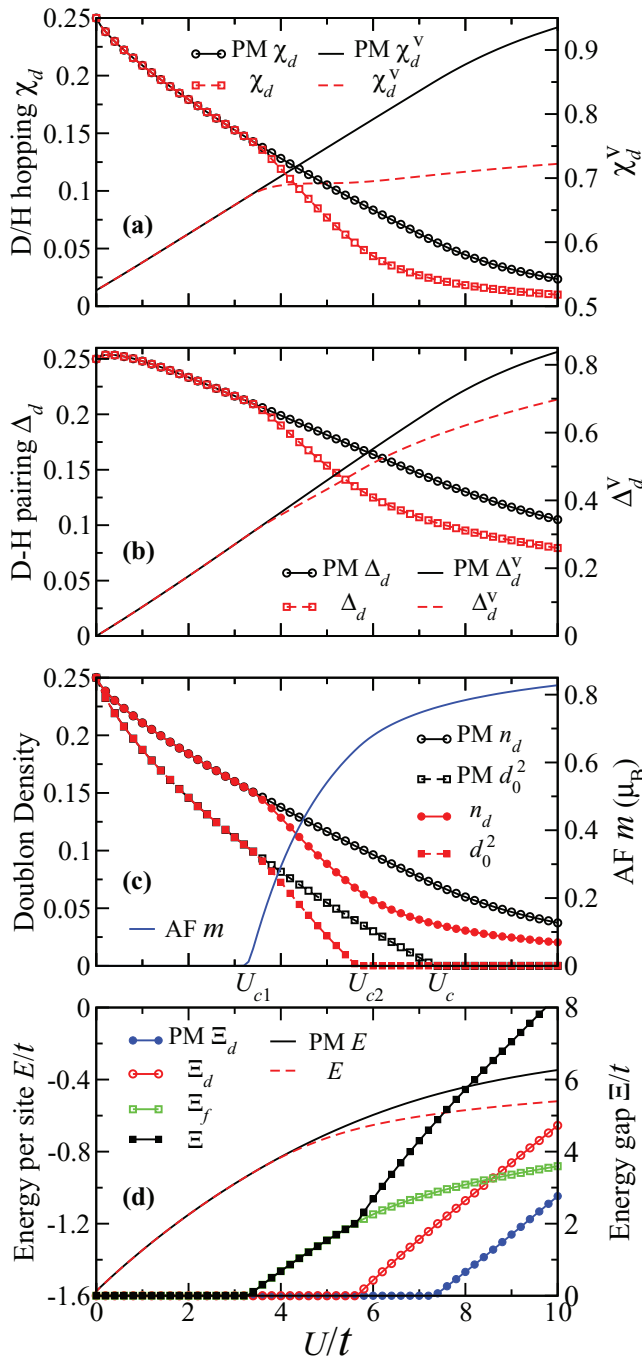 0.25
0.2
0.15
0.1
0.05
0
D/H hopping χ_d
PM χ_d
PM χ_d^v
χ_d
χ_d^v
(a)
0.9
0.8
0.7
0.6
0.5
χ_d^v
0.25
0.2
0.15
0.1
0.05
0
D-H pairing Δ_d
(b)
PM Δ_d
PM Δ_d^v
Δ_d
Δ_d^v
0.8
0.6
0.4
0.2
0
Δ_d^v
0.25
0.2
0.15
0.1
0.05
0
Doublon Density
PM n_d
PM d_0^2
n_d
d_0^2
(c)
AF m
0.8
0.6
0.4
0.2
0
AF m (μ_B)
U_{c1}
U_{c2}
U_c
0
-0.4
-0.8
-1.2
-1.6
Energy per site E/t
PM Ξ_d
PM E
Ξ_d
E
Ξ_f
Ξ
(d)
8
6
4
2
0
Energy gap Ξ/t
0 2 4 6 8 10
U/t